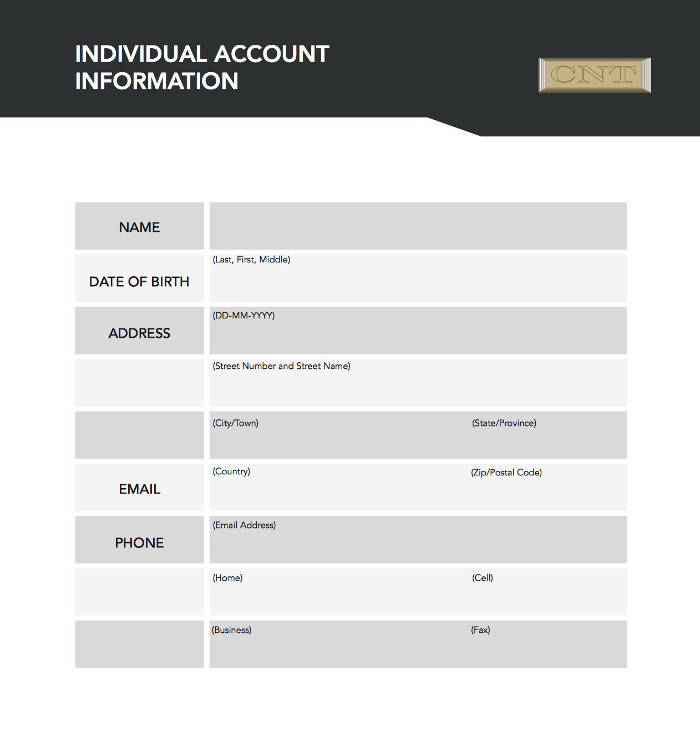 INDIVIDUAL ACCOUNT
INFORMATION
CNT
NAME
(Last, First, Middle)
DATE OF BIRTH
(DD-MM-YYYY)
ADDRESS
(Street Number and Street Name)
(City/Town) (State/Province)
(Country) (Zip/Postal Code)
EMAIL
(Email Address)
PHONE
(Home) (Cell)
(Business) (Fax)